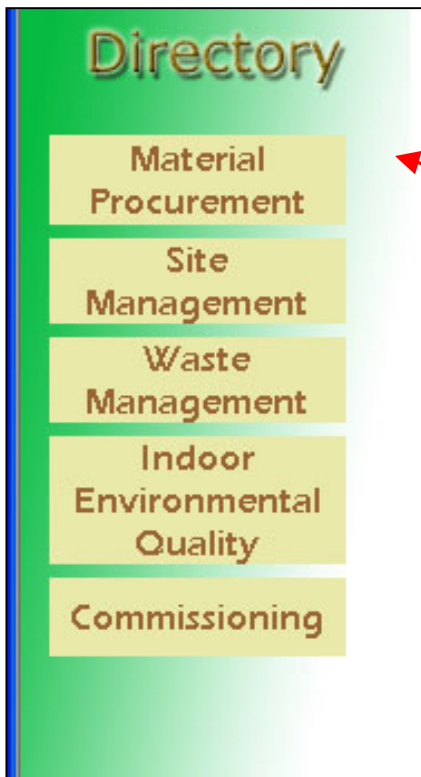 Directory
Material
Procurement
Site
Management
Waste
Management
Indoor
Environmental
Quality
Commissioning